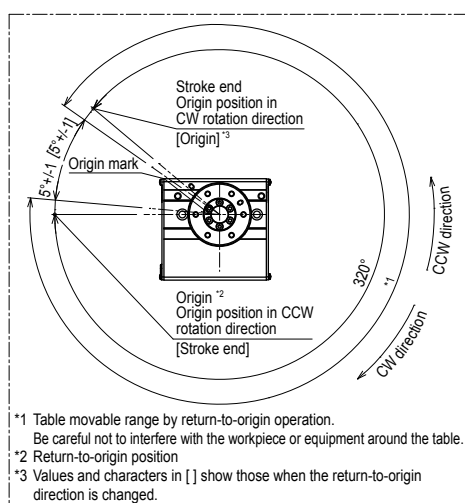 Stroke end
Origin position in
CW rotation direction
[Origin] *3
5°+/-1 [5°+/-1]
Origin mark
CCW direction
320°
*1
CW direction
Origin *2
Origin position in CCW
rotation direction
[Stroke end]
*1 Table movable range by return-to-origin operation.
Be careful not to interfere with the workpiece or equipment around the table.
*2 Return-to-origin position
*3 Values and characters in [ ] show those when the return-to-origin
direction is changed.